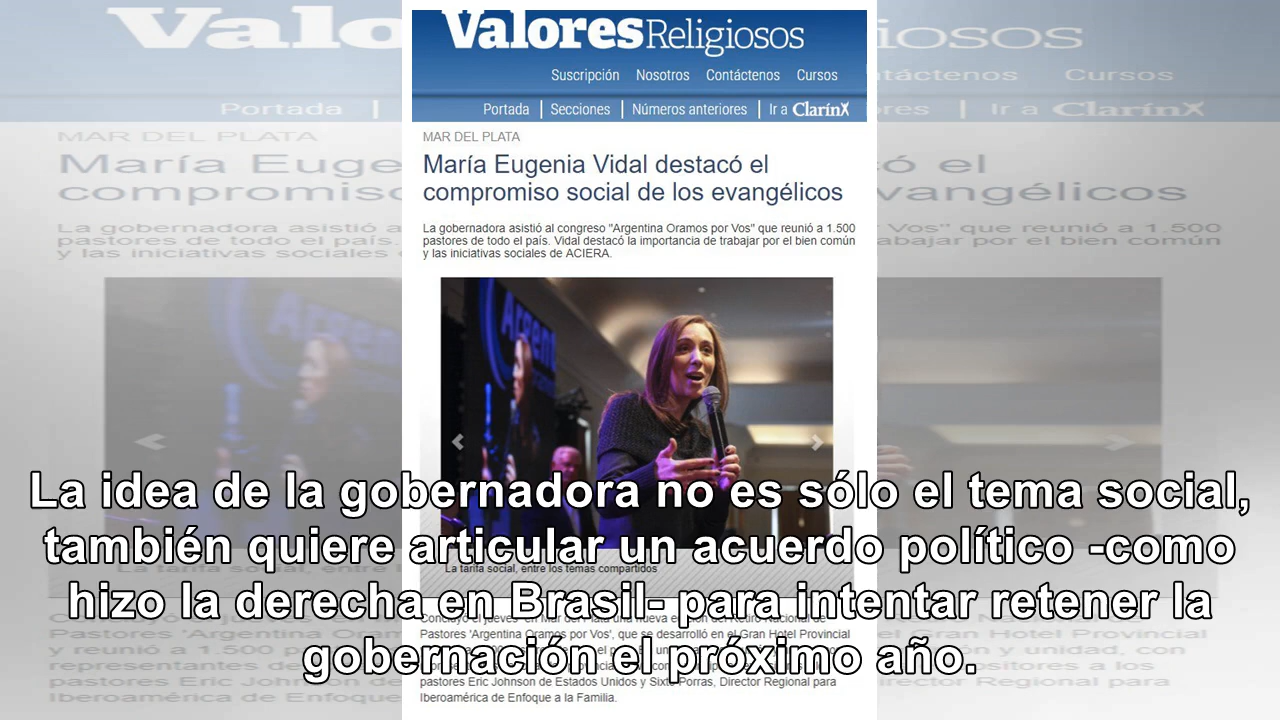 Valores Religiosos
Suscripción Nosotros Contáctenos Cursos
Portada | Secciones | Números anteriores | Ir a Clarín
MAR DEL PLATA
María Eugenia Vidal destacó el
compromiso social de los evangélicos
La gobernadora asistió al congreso "Argentina Oramos por Vos" que reunió a 1.500
pastores de todo el país. Vidal destacó la importancia de trabajar por el bien común
y las iniciativas sociales de ACIERA.
Argen
La tarifa social, entre los temas compartidos
La idea de la gobernadora no es sólo el tema social,
también quiere articular un acuerdo político -como
hizo la derecha en Brasil- para intentar retener la
gobernación el próximo año.
Pastores 'Argentina Oramos por Vos', que se desarrolló en el Gran Hotel Provincial
pastores Eric Johnson de Estados Unidos y Sixto Porras, Director Regional para
Iberoamérica de Enfoque a la Familia.